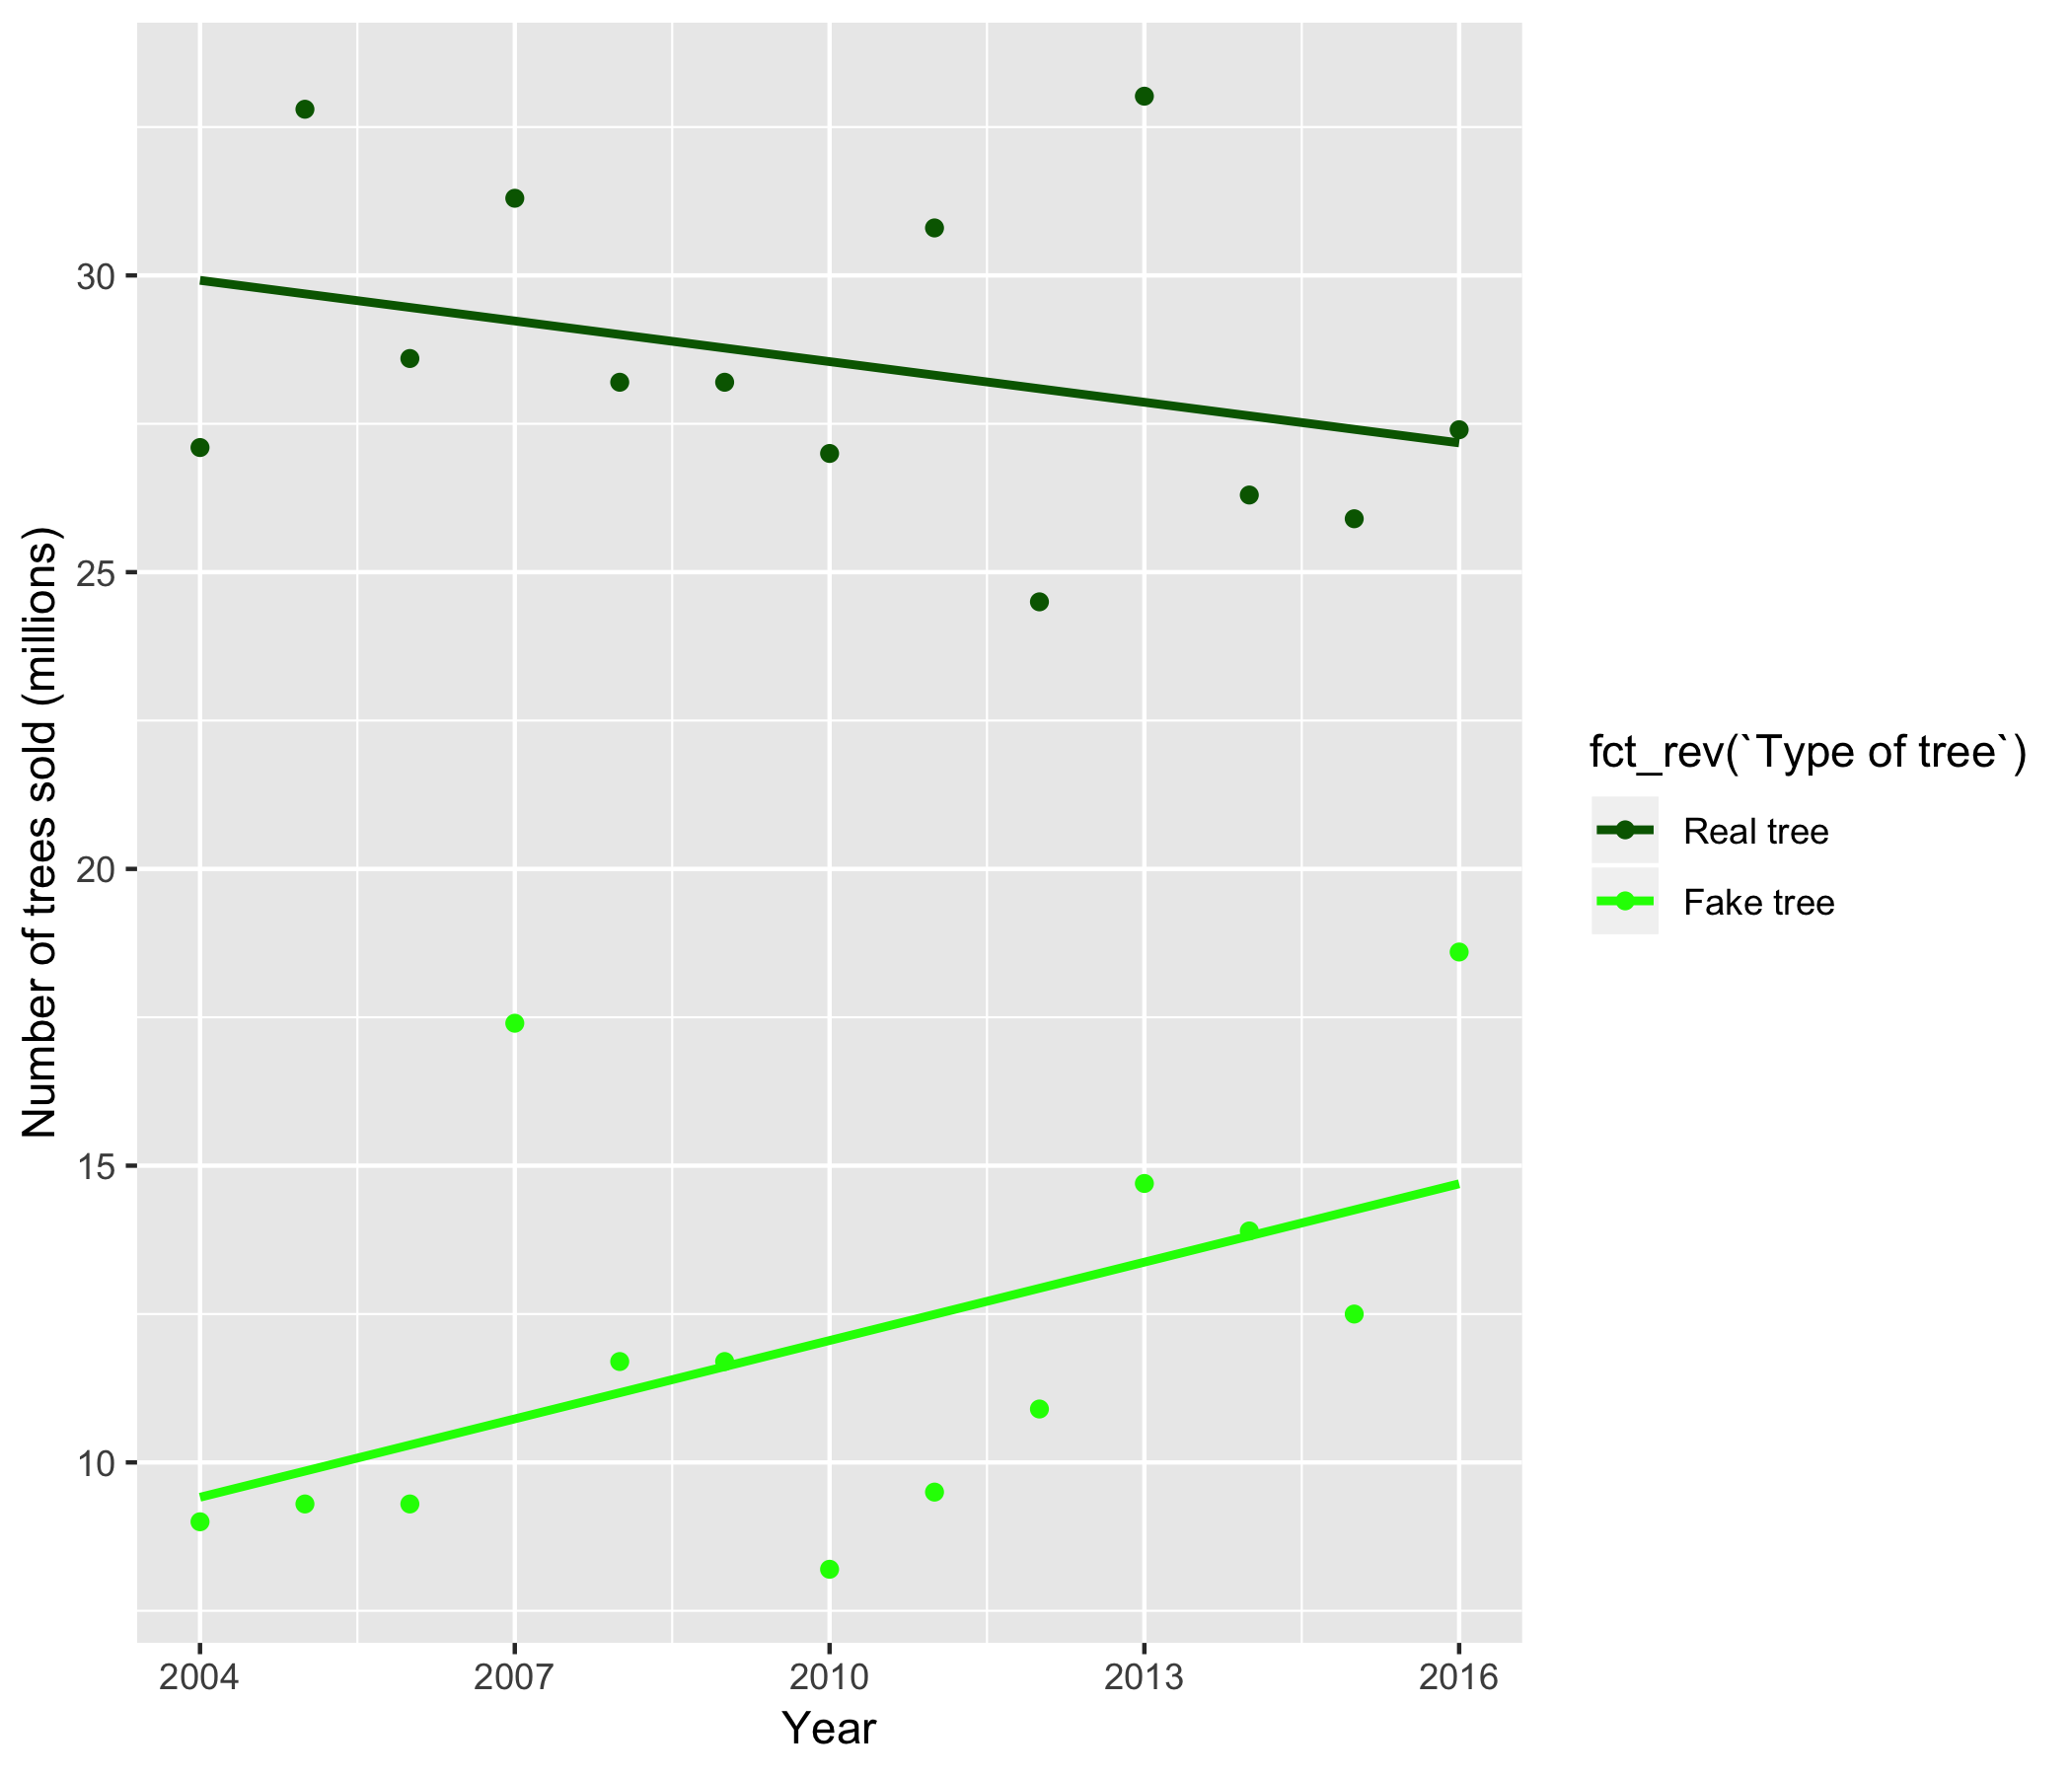 Number of trees sold (millions)
30
25
20
15
10
2004 2007 2010 2013 2016
Year
fct_rev(`Type of tree`)
Real tree
Fake tree